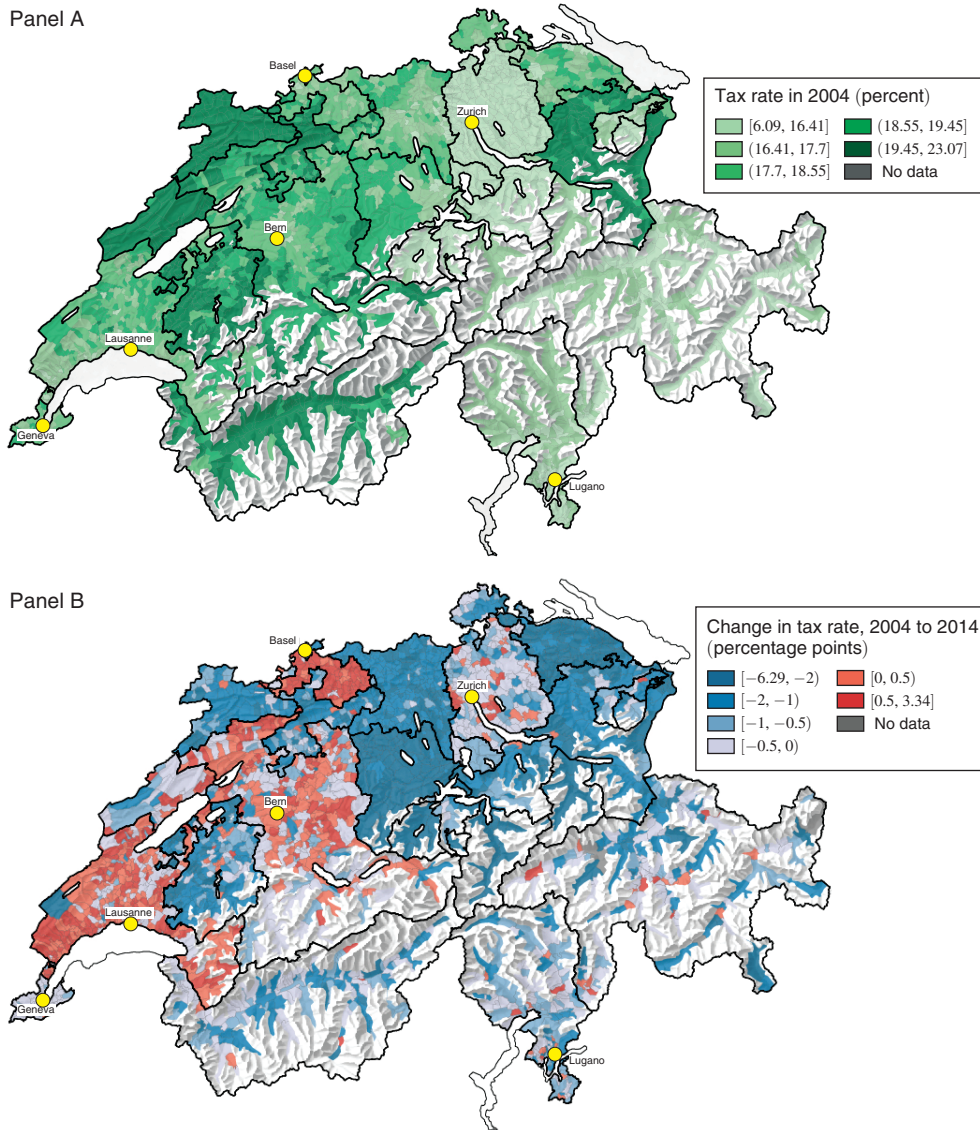 Panel A
Basel
Zurich
Bern
Lausanne
Geneva
Lugano
Tax rate in 2004 (percent)
[6.09, 16.41]
(16.41, 17.7]
(17.7, 18.55]
(18.55, 19.45]
(19.45, 23.07]
No data
Panel B
Basel
Zurich
Bern
Lausanne
Geneva
Lugano
Change in tax rate, 2004 to 2014
(percentage points)
[−6.29, −2)
[−2, −1)
[−1, −0.5)
[−0.5, 0)
[0, 0.5)
[0.5, 3.34]
No data